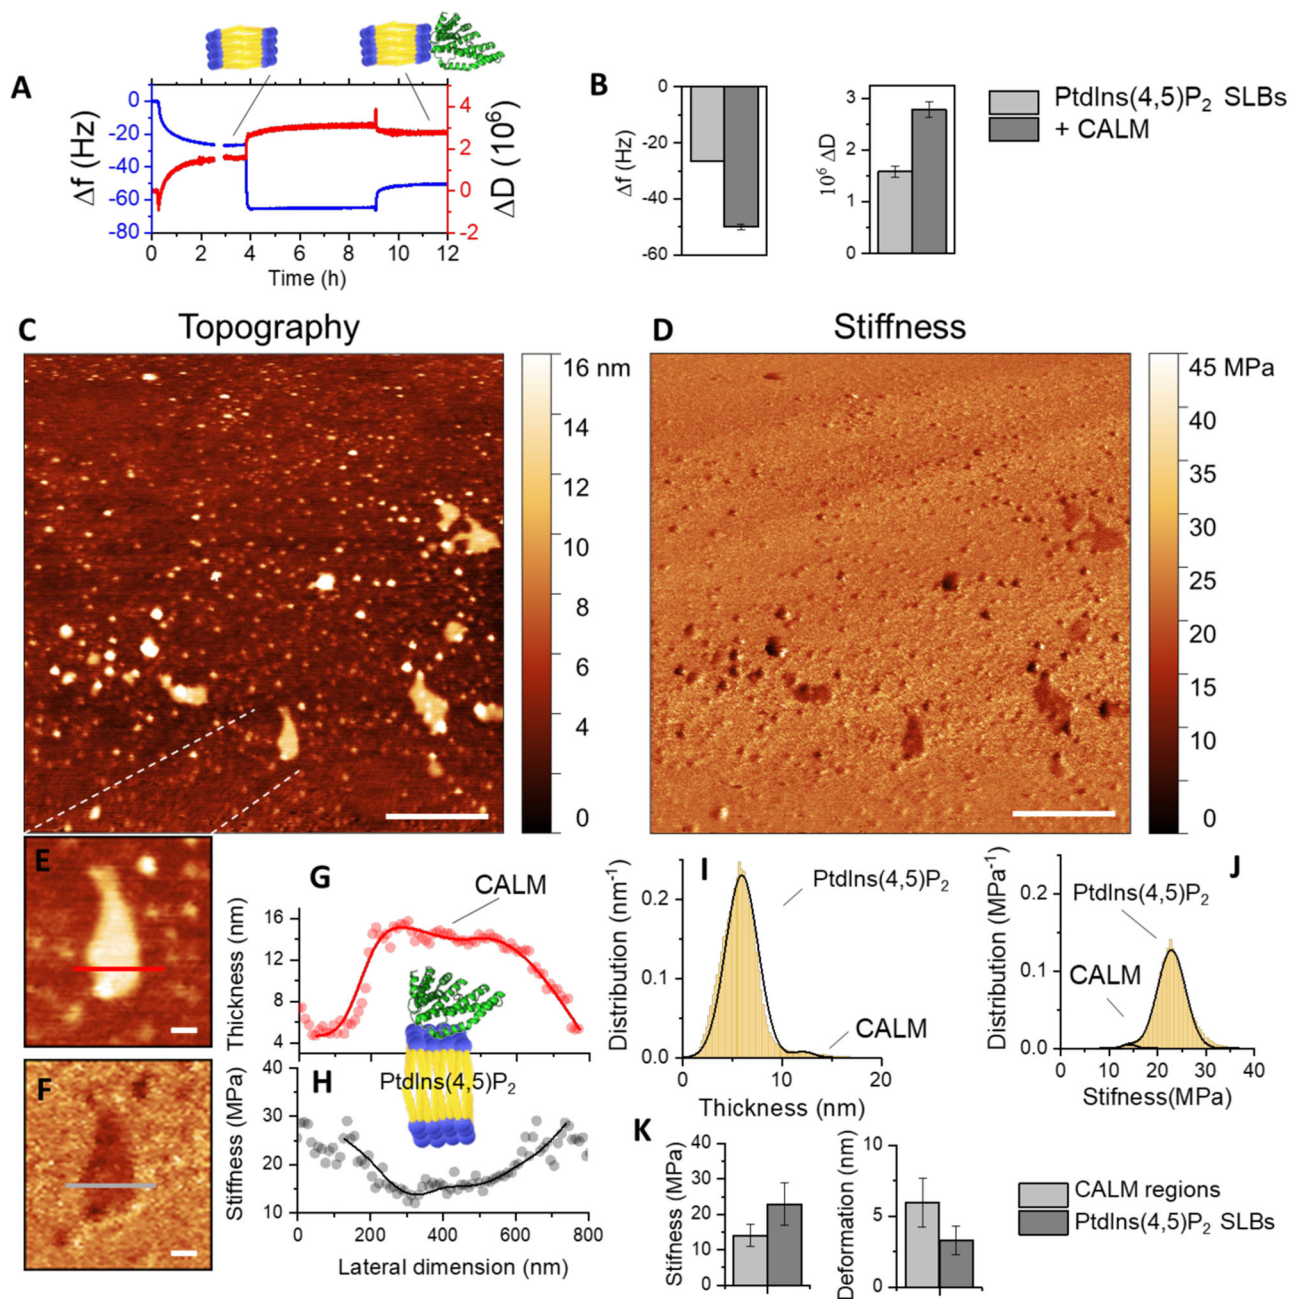 A
Δf (Hz)
0
-20
-40
-60
-80
4
2
0
-2
ΔD (10⁶)
0 2 4 6 8 10 12
Time (h)
B
Δf (Hz)
0
-20
-40
-60
10⁶ ΔD
3
2
1
0
PtdIns(4,5)P₂ SLBs
+ CALM
C
Topography
16 nm
14
12
10
8
6
4
0
D
Stiffness
45 MPa
40
35
30
25
20
15
10
0
E
F
G
CALM
Thickness (nm)
16
12
8
4
H
PtdIns(4,5)P₂
Stiffness (MPa)
40
30
20
10
0 200 400 600 800
Lateral dimension (nm)
I
PtdIns(4,5)P₂
CALM
Distribution (nm⁻¹)
0.2
0.1
0.0
0 10 20
Thickness (nm)
J
PtdIns(4,5)P₂
CALM
Distribution (MPa⁻¹)
0.2
0.1
0.0
0 10 20 30 40
Stifness(MPa)
K
Stifness (MPa)
40
30
20
10
0
Deformation (nm)
10
5
0
CALM regions
PtdIns(4,5)P₂ SLBs